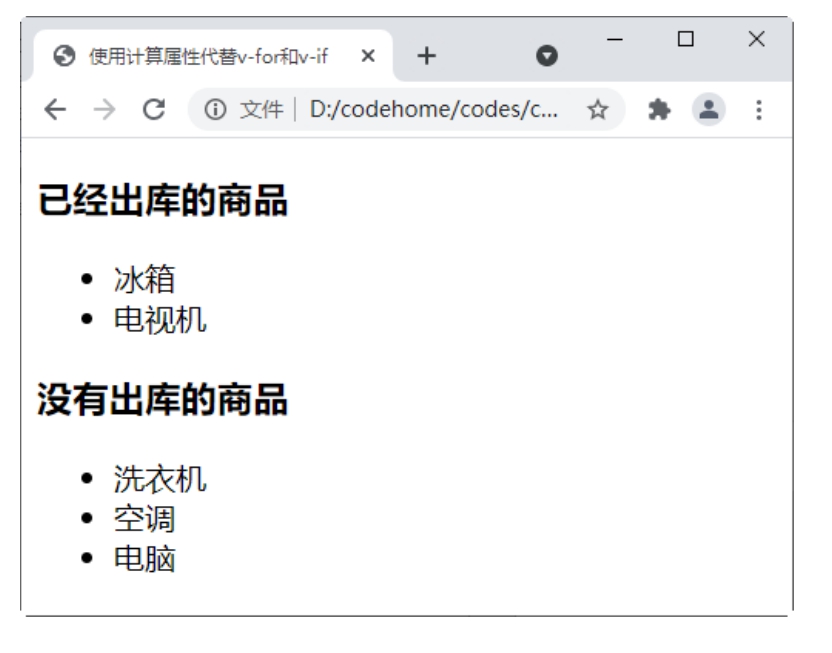 使用计算属性代替v-for和v-if
文件 D:/codehome/codes/c...
已经出库的商品
冰箱
电视机
没有出库的商品
洗衣机
空调
电脑